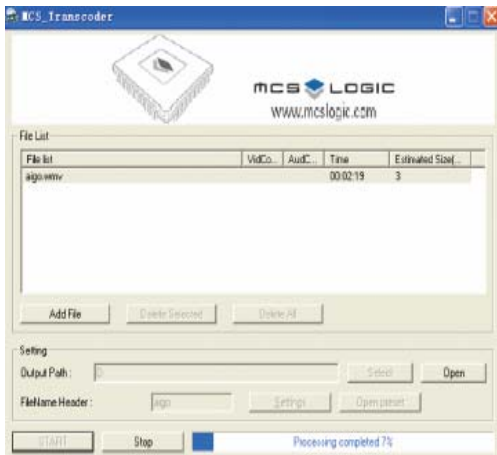 MCS_Transcoder
mcs LOGIC
www.mcslogic.com
File List
File list VidCo... AudC... Time Estimated Size(...
aigo.wmv 00:02:19 3
Add File Delete Selected Delete All
Setting
Output Path : Select Open
FileName Header : aigo Settings Open preset
START Stop Processing completed 7%